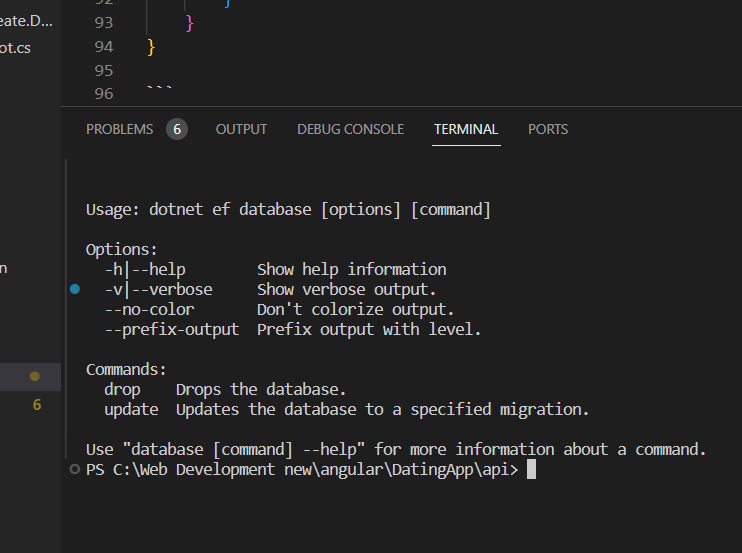 eate.D...
92 }
ot.cs
93 }
94 }
95
96 ```
PROBLEMS 6 OUTPUT DEBUG CONSOLE TERMINAL PORTS
Usage: dotnet ef database [options] [command]
Options:
-h|--help Show help information
n
-v|--verbose Show verbose output.
--no-color Don't colorize output.
--prefix-output Prefix output with level.
Commands:
drop Drops the database.
6
update Updates the database to a specified migration.
Use "database [command] --help" for more information about a command.
PS C:\Web Development new\angular\DatingApp\api>